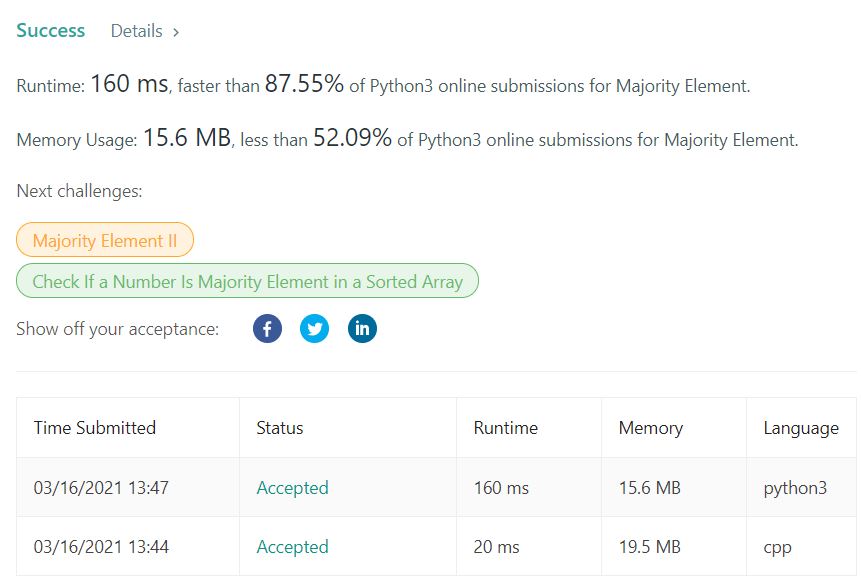 Success Details >
Runtime: 160 ms, faster than 87.55% of Python3 online submissions for Majority Element.
Memory Usage: 15.6 MB, less than 52.09% of Python3 online submissions for Majority Element.
Next challenges:
Majority Element II
Check If a Number Is Majority Element in a Sorted Array
Show off your acceptance: f in
Time Submitted Status Runtime Memory Language
03/16/2021 13:47 Accepted 160 ms 15.6 MB python3
03/16/2021 13:44 Accepted 20 ms 19.5 MB cpp